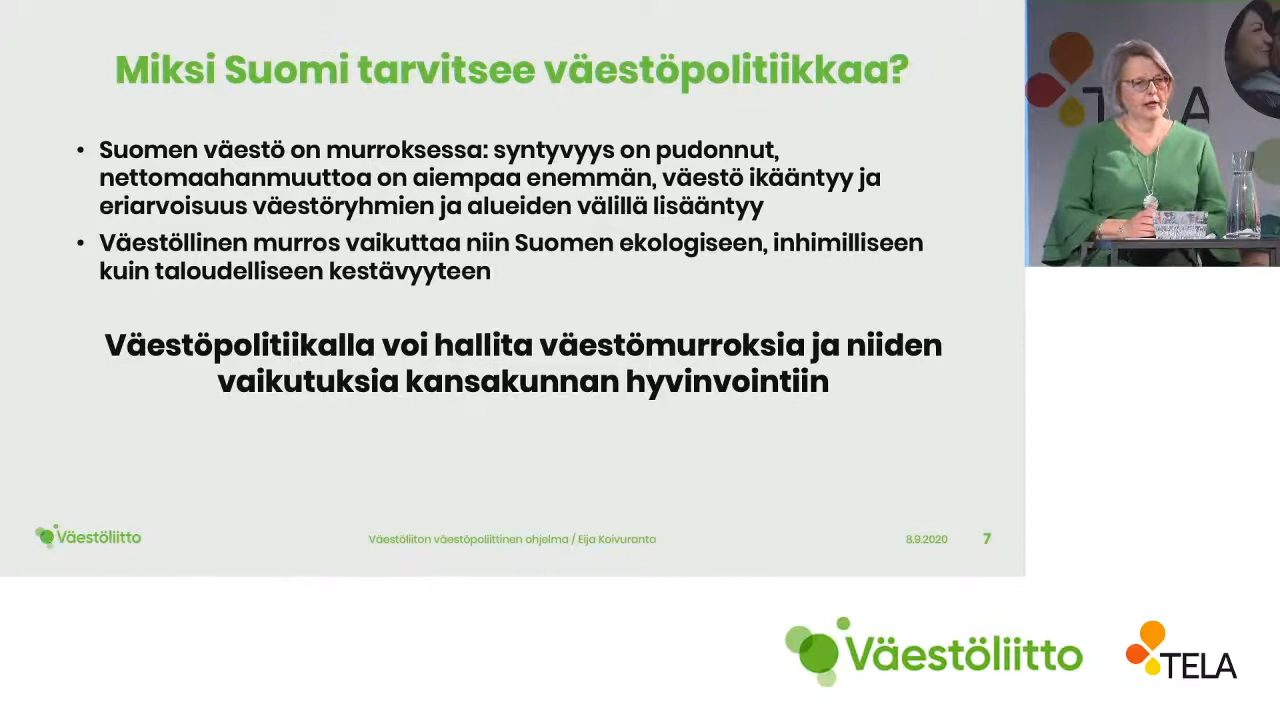 Miksi Suomi tarvitsee väestöpolitiikkaa?
• Suomen väestö on murroksessa: syntyvyys on pudonnut,
nettomaahanmuuttoa on aiempaa enemmän, väestö ikääntyy ja
eriarvoisuus väestöryhmien ja alueiden välillä lisääntyy
• Väestöllinen murros vaikuttaa niin Suomen ekologiseen, inhimilliseen
kuin taloudelliseen kestävyyteen
Väestöpolitiikalla voi hallita väestömurroksia ja niiden
vaikutuksia kansakunnan hyvinvointiin
Väestöliitto
Väestöliiton väestöpoliittinen ohjelma / Eija Koivuranta
8.9.2020
7
Väestöliitto
TELA